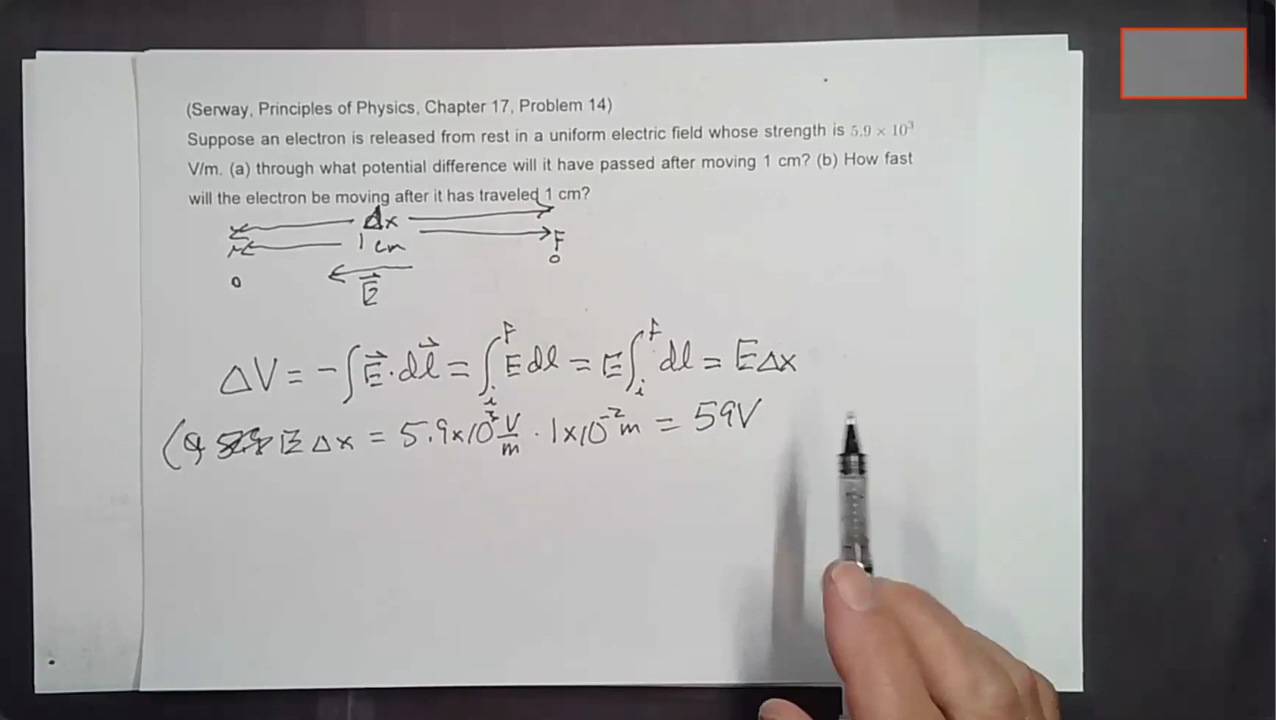 (Serway, Principles of Physics, Chapter 17, Problem 14)
Suppose an electron is released from rest in a uniform electric field whose strength is 5.9 × 10³
V/m. (a) through what potential difference will it have passed after moving 1 cm? (b) How fast
will the electron be moving after it has traveled 1 cm?
Δx
1 cm
F
E⃗
ΔV = -∫E⃗·dl⃗ = ∫ᵢᶠ E dl = E∫ᵢᶠ dl = EΔx
(a E Δx = 5.9×10³ V/m · 1×10⁻² m = 59V